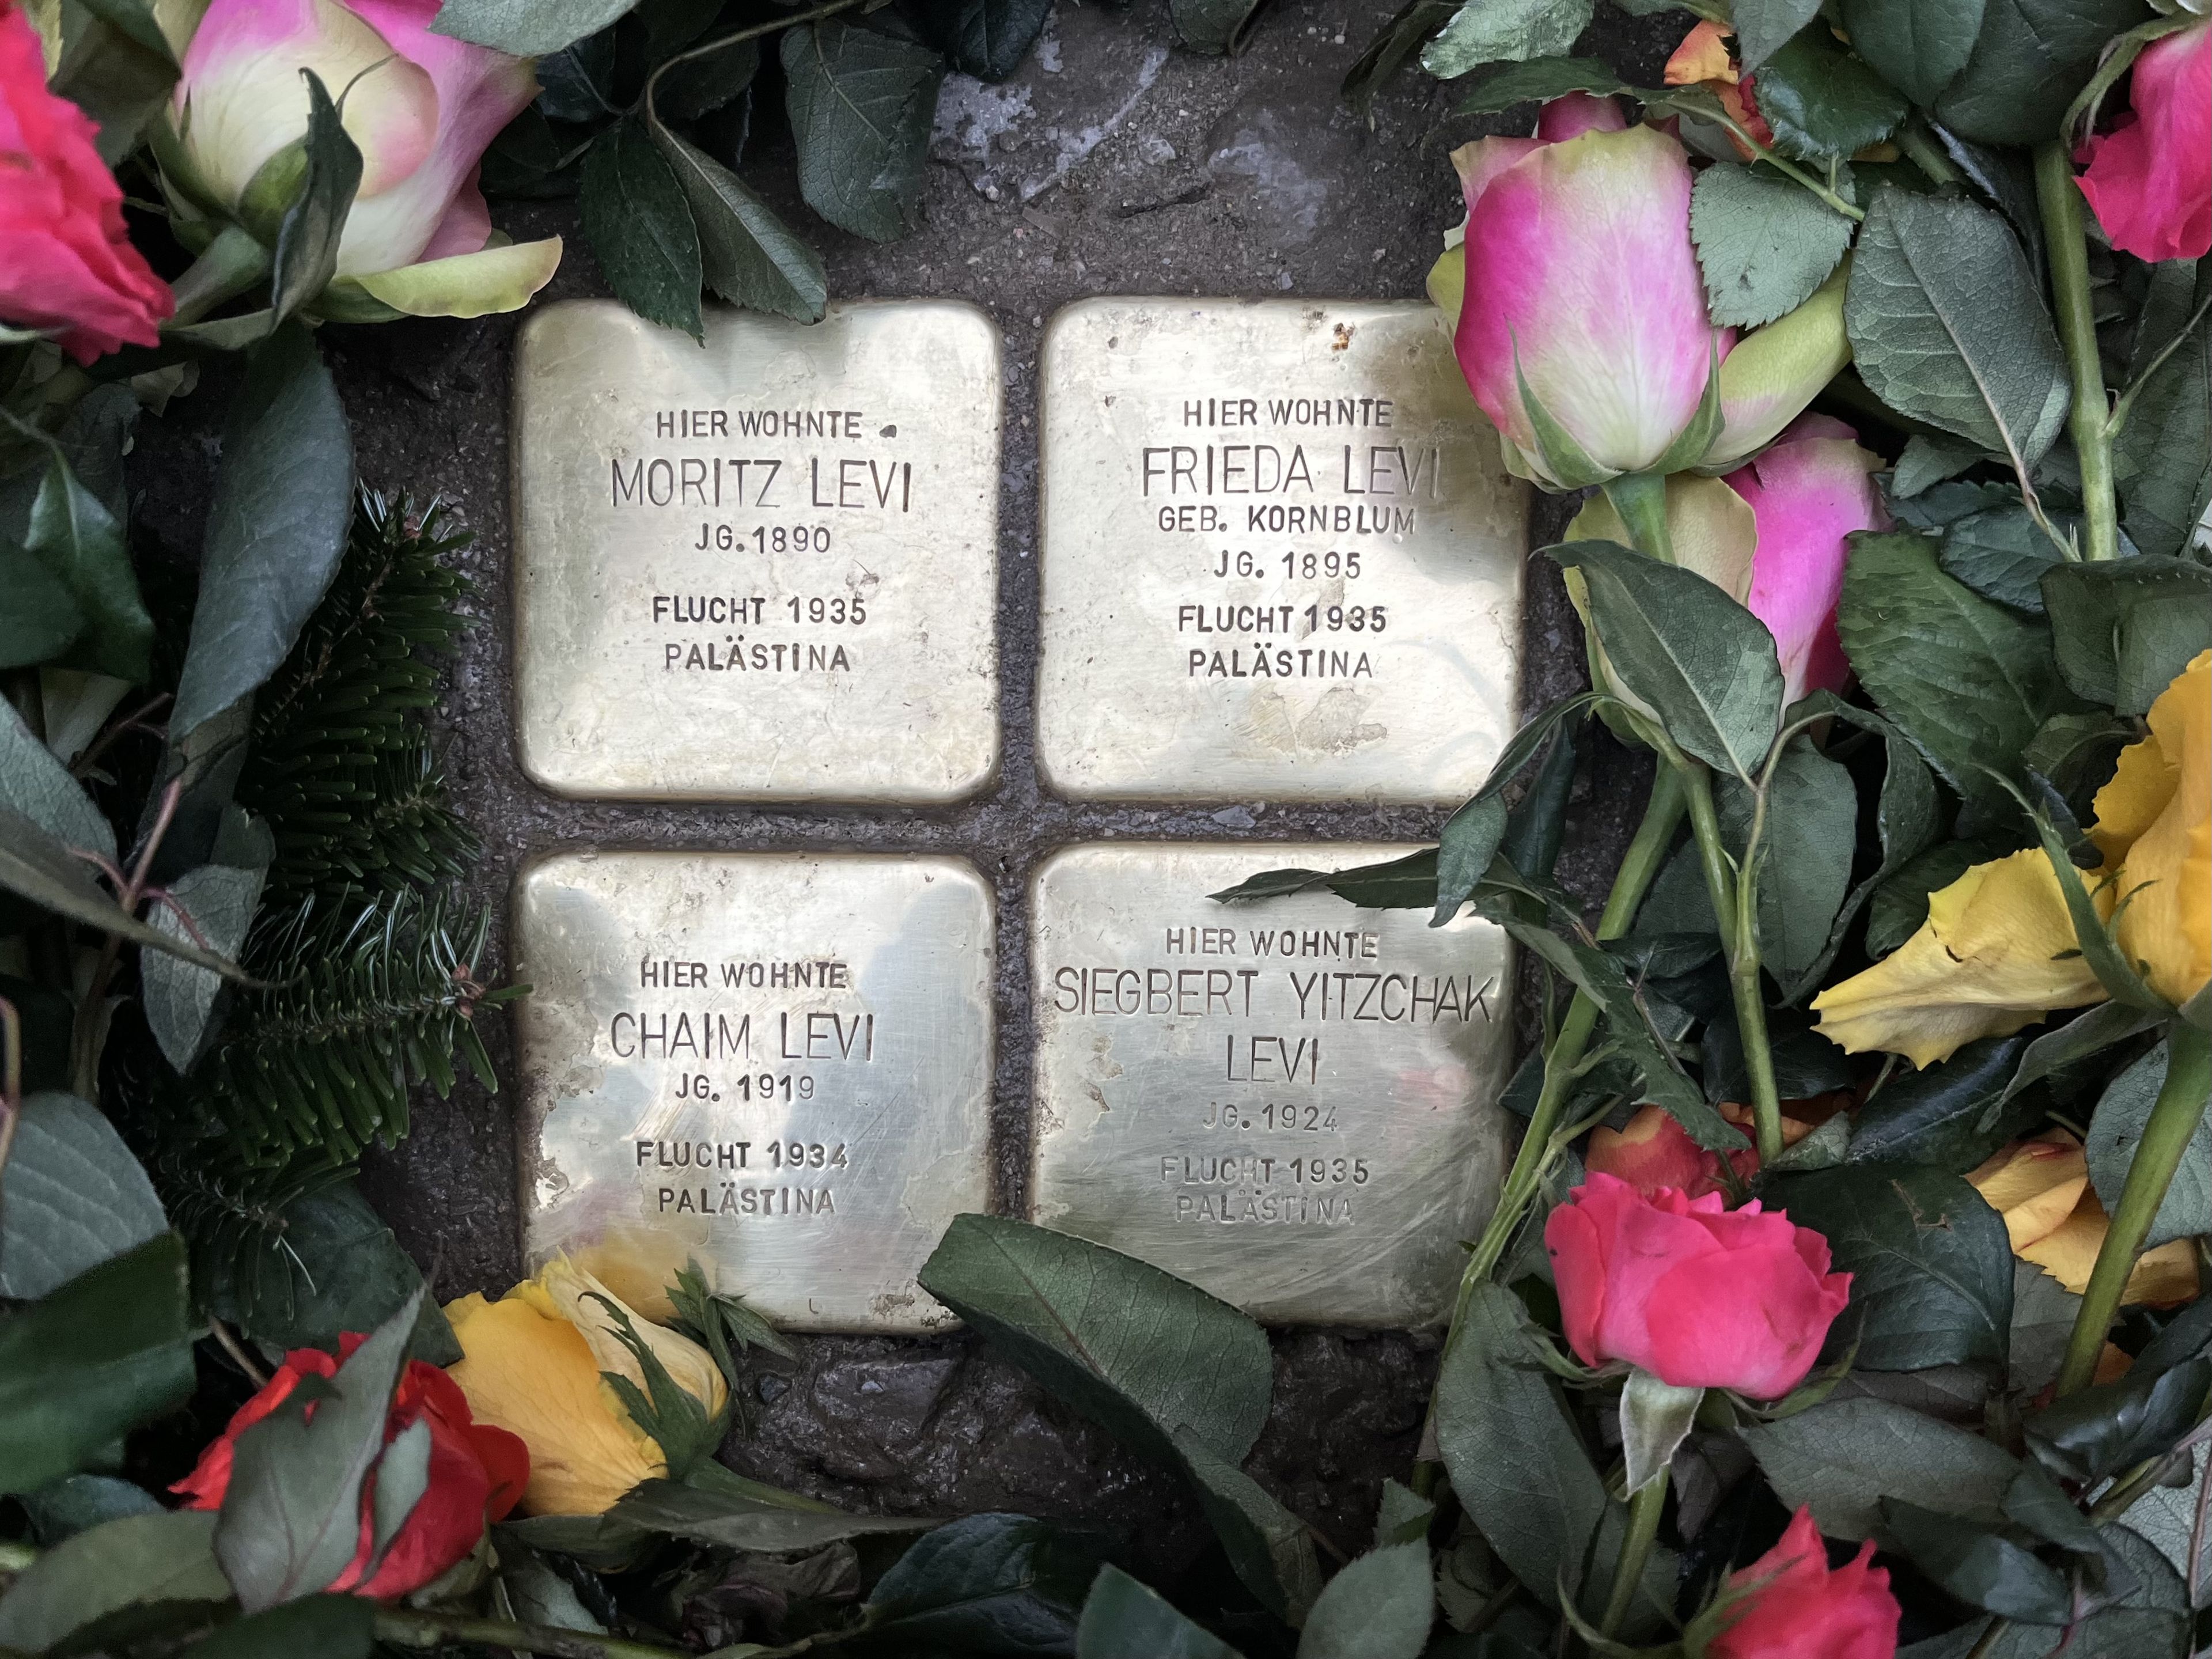 HIER WOHNTE
MORITZ LEVI
JG. 1890
FLUCHT 1935
PALÄSTINA
HIER WOHNTE
FRIEDA LEVI
GEB. KORNBLUM
JG. 1895
FLUCHT 1935
PALÄSTINA
HIER WOHNTE
CHAIM LEVI
JG. 1919
FLUCHT 1934
PALÄSTINA
HIER WOHNTE
SIEGBERT YITZCHAK
LEVI
JG. 1924
FLUCHT 1935
PALÄSTINA